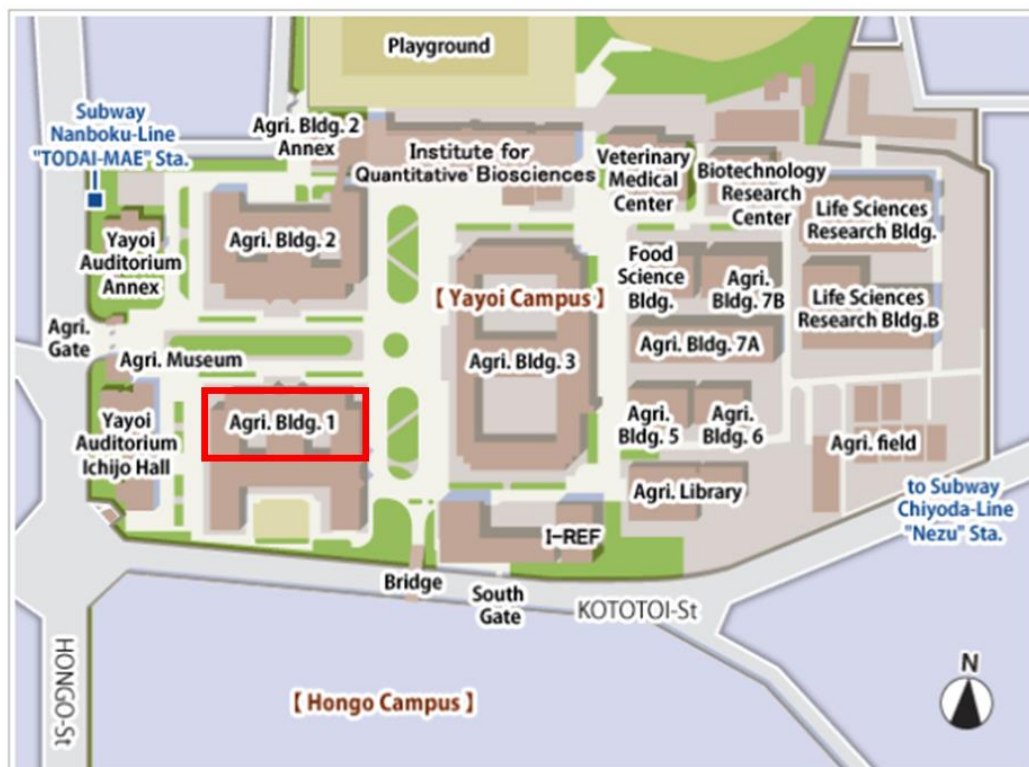 Playground
Subway
Nanboku-Line
"TODAI-MAE" Sta.
Agri. Bldg. 2
Annex
Institute for
Quantitative Biosciences
Veterinary
Medical
Center
Biotechnology
Research
Center
Life Sciences
Research Bldg.
Yayoi
Auditorium
Annex
Agri. Bldg. 2
【 Yayoi Campus 】
Food
Science
Bldg.
Agri.
Bldg. 7B
Life Sciences
Research Bldg.B
Agri.
Gate
Agri. Museum
Agri. Bldg. 3
Agri. Bldg. 7A
Yayoi
Auditorium
Ichijo Hall
Agri. Bldg. 1
Agri.
Bldg. 5
Agri.
Bldg. 6
Agri. field
Agri. Library
to Subway
Chiyoda-Line
"Nezu" Sta.
I-REF
Bridge
South
Gate
KOTOTOI-St
HONGO-St
【 Hongo Campus 】
N